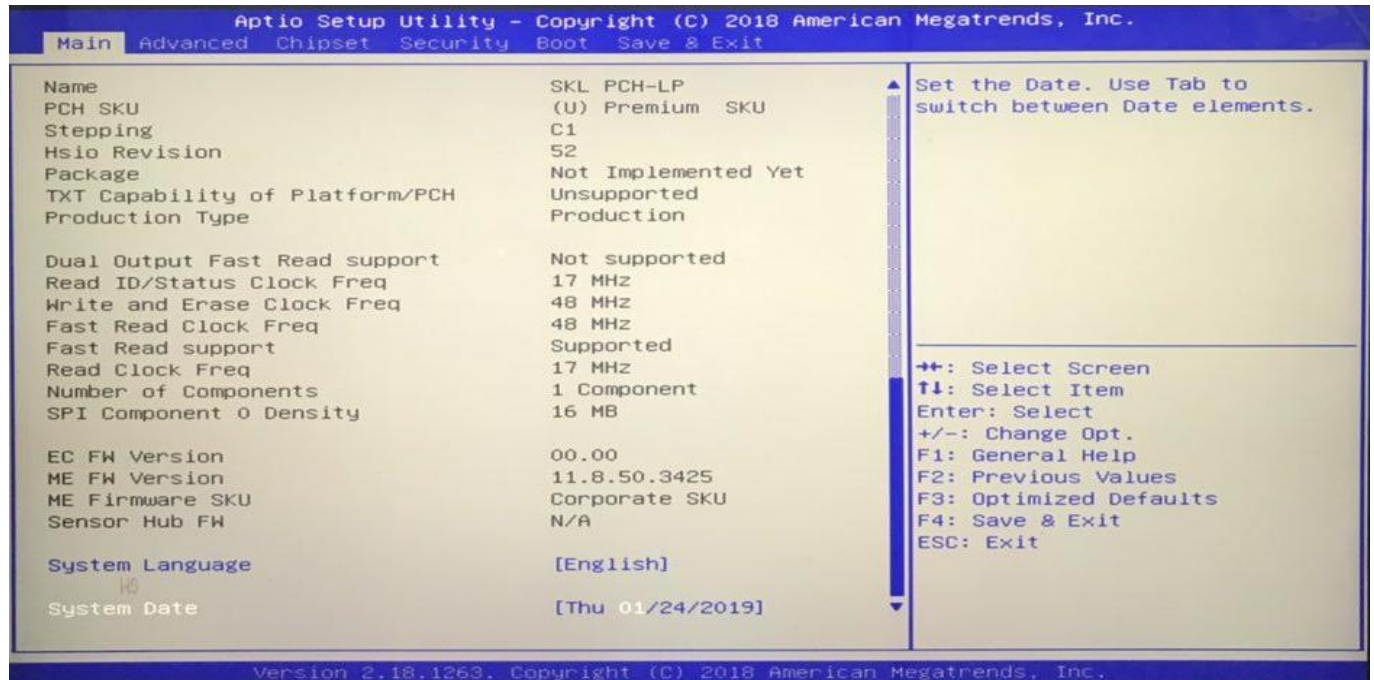 Aptio Setup Utility – Copyright (C) 2018 American Megatrends, Inc.
Main Advanced Chipset Security Boot Save & Exit
Name SKL PCH-LP
PCH SKU (U) Premium SKU
Stepping C1
Hsio Revision 52
Package Not Implemented Yet
TXT Capability of Platform/PCH Unsupported
Production Type Production
Dual Output Fast Read support Not supported
Read ID/Status Clock Freq 17 MHz
Write and Erase Clock Freq 48 MHz
Fast Read Clock Freq 48 MHz
Fast Read support Supported
Read Clock Freq 17 MHz
Number of Components 1 Component
SPI Component 0 Density 16 MB
EC FW Version 00.00
ME FW Version 11.8.50.3425
ME Firmware SKU Corporate SKU
Sensor Hub FW N/A
System Language [English]
System Date [Thu 01/24/2019]
Set the Date. Use Tab to
switch between Date elements.
→←: Select Screen
↑↓: Select Item
Enter: Select
+/-: Change Opt.
F1: General Help
F2: Previous Values
F3: Optimized Defaults
F4: Save & Exit
ESC: Exit
Version 2.18.1263. Copyright (C) 2018 American Megatrends, Inc.